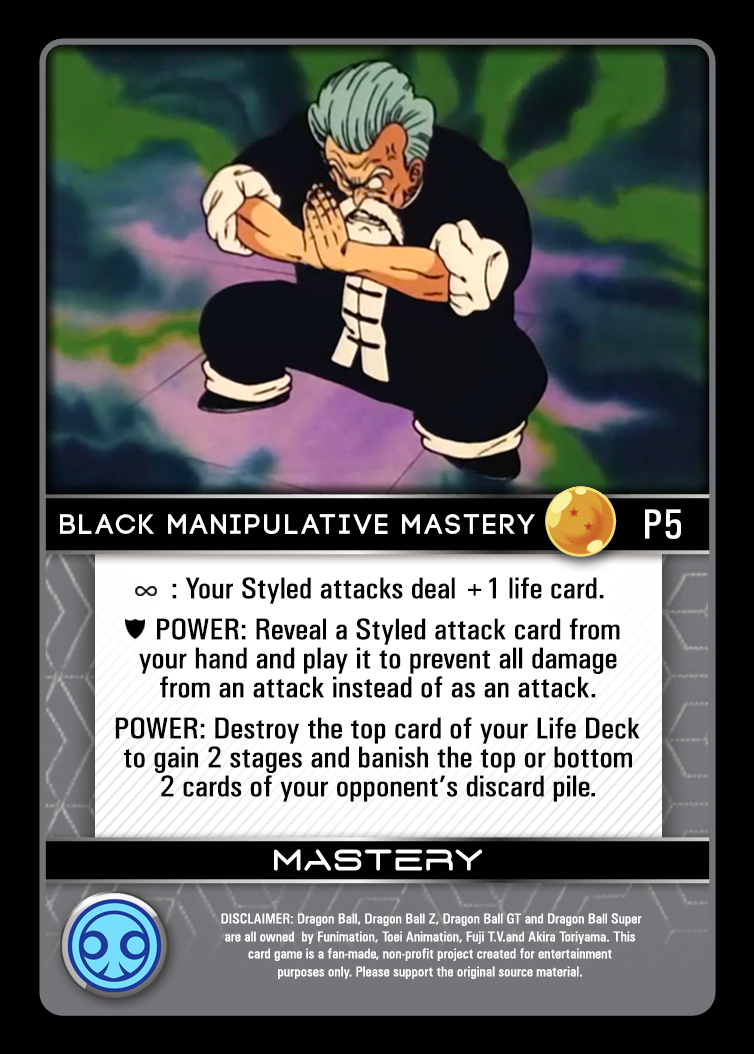 BLACK MANIPULATIVE MASTERY P5
∞ : Your Styled attacks deal +1 life card.
POWER: Reveal a Styled attack card from
your hand and play it to prevent all damage
from an attack instead of as an attack.
POWER: Destroy the top card of your Life Deck
to gain 2 stages and banish the top or bottom
2 cards of your opponent's discard pile.
MASTERY
DISCLAIMER: Dragon Ball, Dragon Ball Z, Dragon Ball GT and Dragon Ball Super
are all owned by Funimation, Toei Animation, Fuji T.V.and Akira Toriyama. This
card game is a fan-made, non-profit project created for entertainment
purposes only. Please support the original source material.